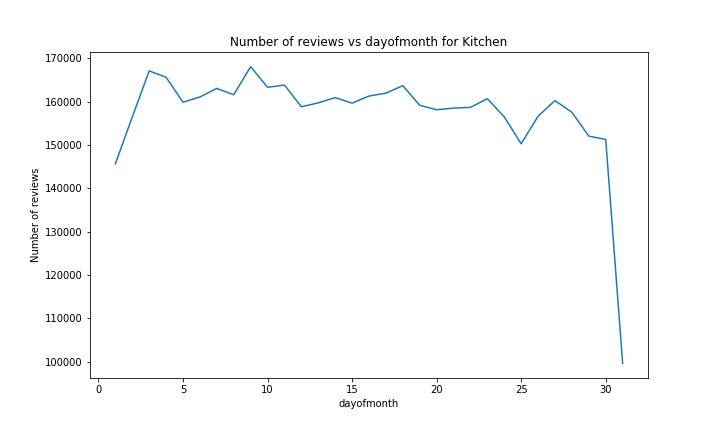 Number of reviews vs dayofmonth for Kitchen
170000
160000
150000
140000
130000
120000
110000
100000
Number of reviews
0 5 10 15 20 25 30
dayofmonth